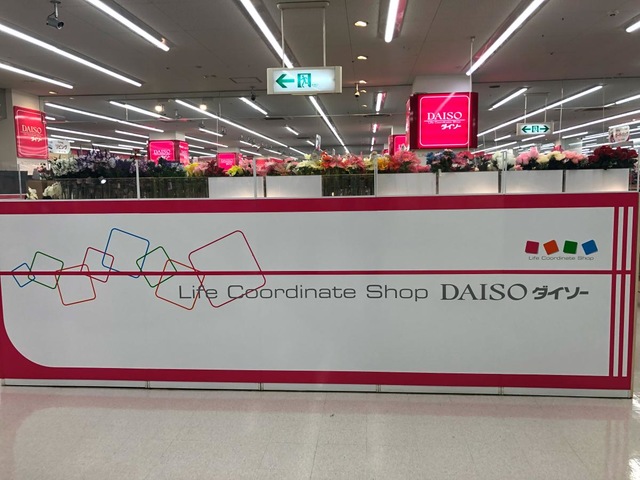 DAISO
DAISO
ダイソー
Life Coordinate Shop
Life Coordinate Shop DAISO ダイソー